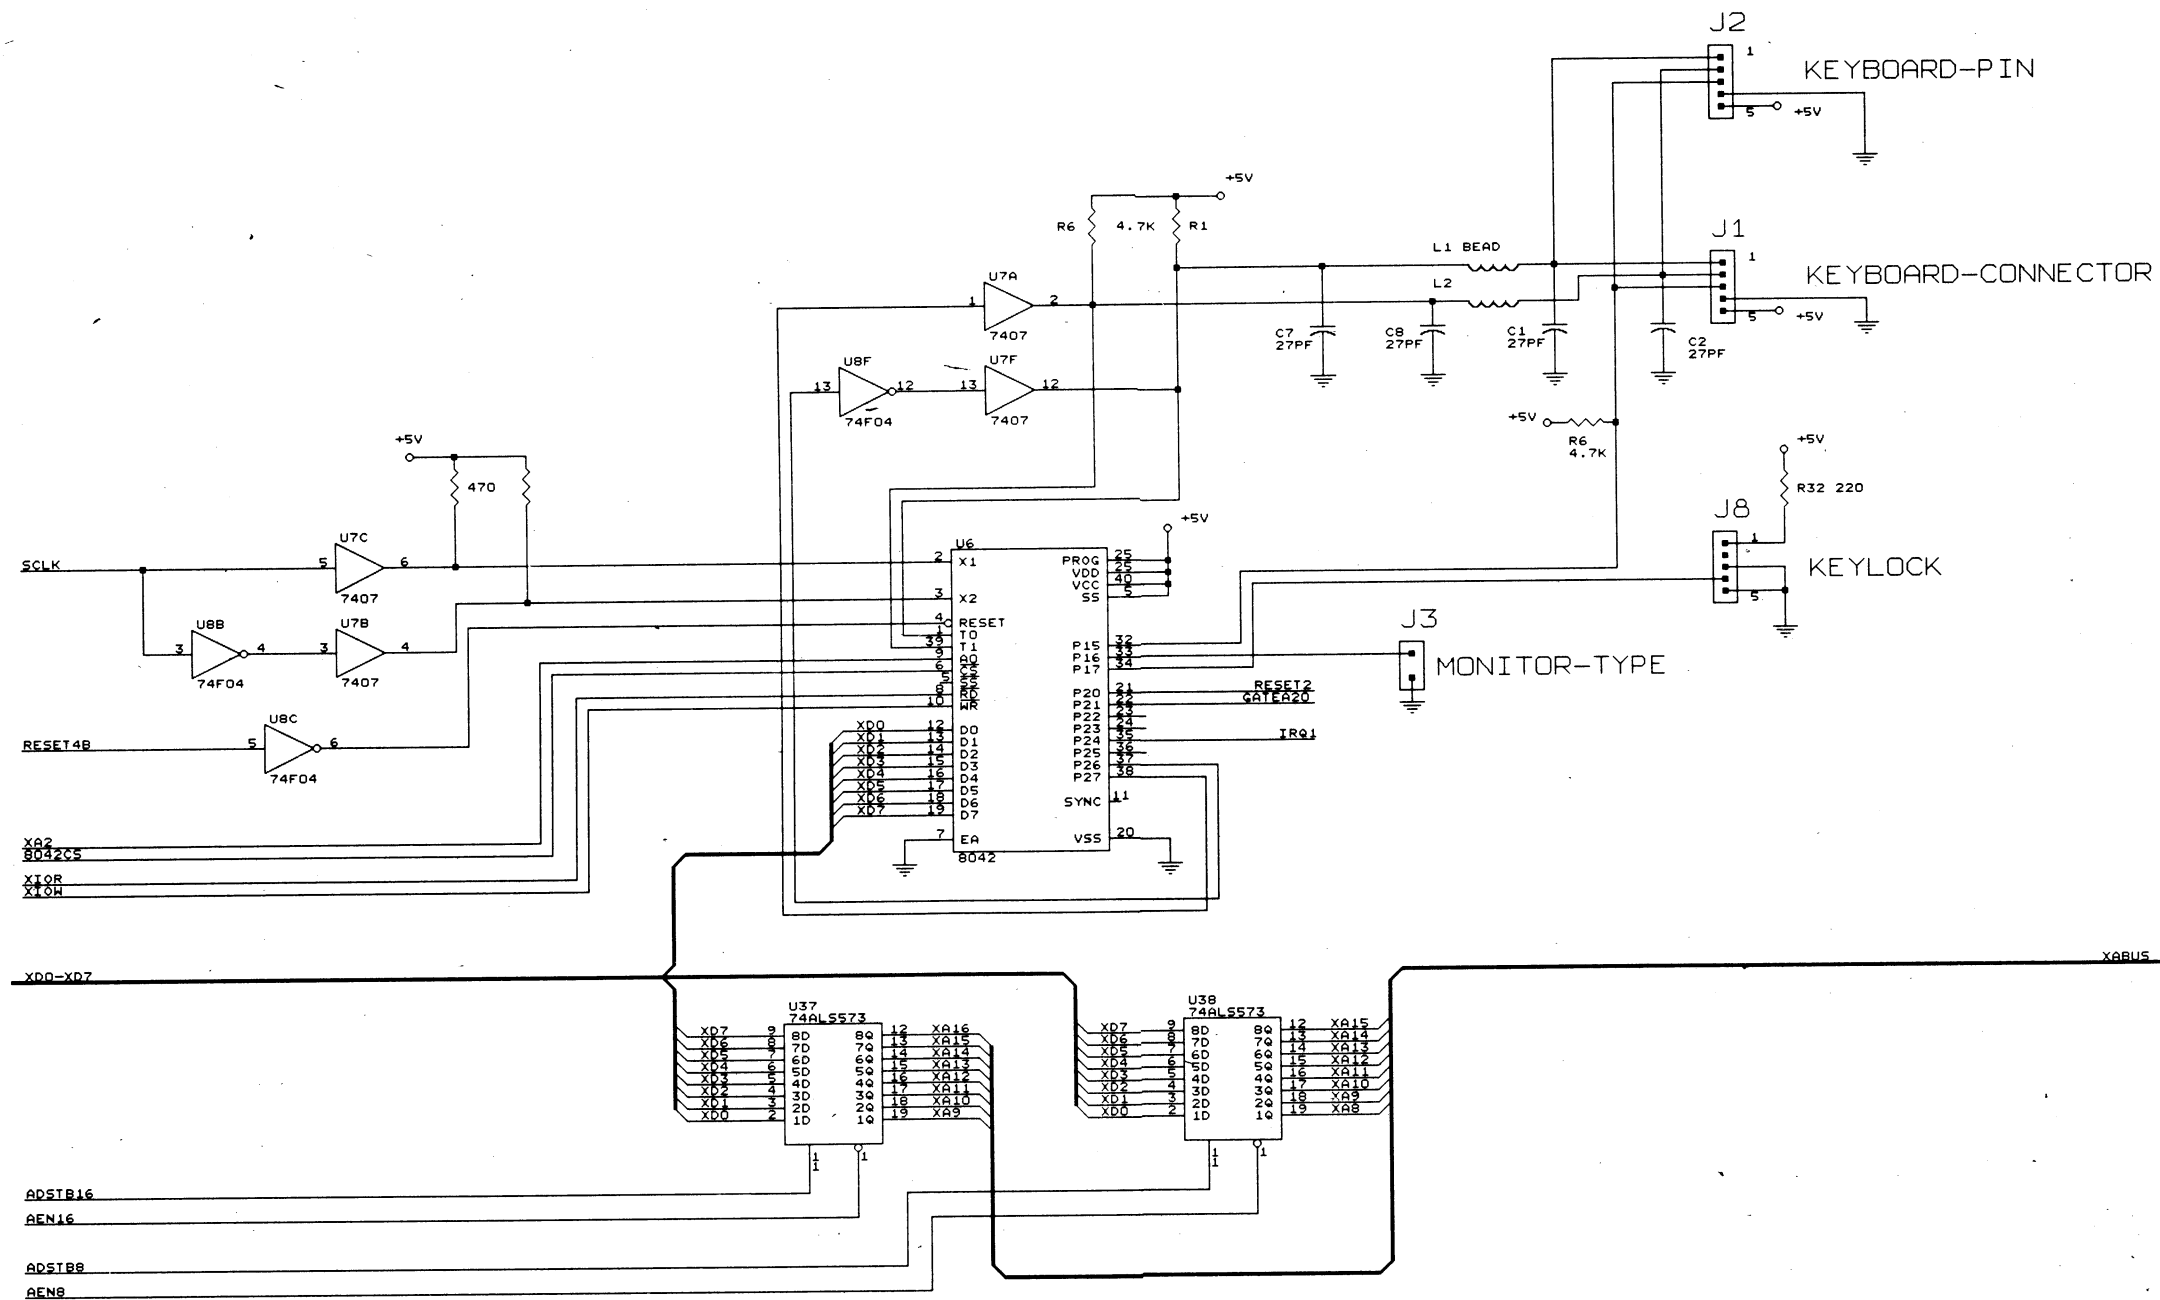 J2
1
KEYBOARD-PIN
5
+5V
+5V
R6
4.7K
R1
J1
L1 BEAD
1
KEYBOARD-CONNECTOR
L2
5
+5V
U7A
1
2
7407
C7
27PF
C8
27PF
C1
27PF
C2
27PF
U8F
13
12
74F04
U7F
13
12
7407
+5V
R6
4.7K
+5V
470
+5V
R32 220
J8
1
KEYLOCK
5
+5V
SCLK
U7C
5
6
7407
U8B
3
4
74F04
U7B
3
4
7407
RESET4B
U8C
5
6
74F04
U6
2 X1
3 X2
4 RESET
1 T0
39 T1
9 A0
6 CS
5 SS
8 RD
10 WR
XD0 12 D0
XD1 13 D1
XD2 14 D2
XD3 15 D3
XD4 16 D4
XD5 17 D5
XD6 18 D6
XD7 19 D7
7 EA
8042
PROG 25
VDD 25
VCC 40
SS 5
P15 32
P16 33
P17 34
P20 21 RESET2
P21 22 GATEA20
P22 23
P23 24
P24 35 IRQ1
P25 36
P26 37
P27 38
SYNC 11
VSS 20
J3
MONITOR-TYPE
XA2
8042CS
XIOR
XIOW
XD0-XD7
XABUS
U37
74ALS573
XD7 9 8D 8Q 12 XA16
XD6 8 7D 7Q 13 XA15
XD5 7 6D 6Q 14 XA14
XD4 6 5D 5Q 15 XA13
XD3 5 4D 4Q 16 XA12
XD2 4 3D 3Q 17 XA11
XD1 3 2D 2Q 18 XA10
XD0 2 1D 1Q 19 XA9
11
1
U38
74ALS573
XD7 9 8D 8Q 12 XA15
XD6 8 7D 7Q 13 XA14
XD5 7 6D 6Q 14 XA13
XD4 6 5D 5Q 15 XA12
XD3 5 4D 4Q 16 XA11
XD2 4 3D 3Q 17 XA10
XD1 3 2D 2Q 18 XA9
XD0 2 1D 1Q 19 XA8
11
1
ADSTB16
AEN16
ADSTB8
AEN8